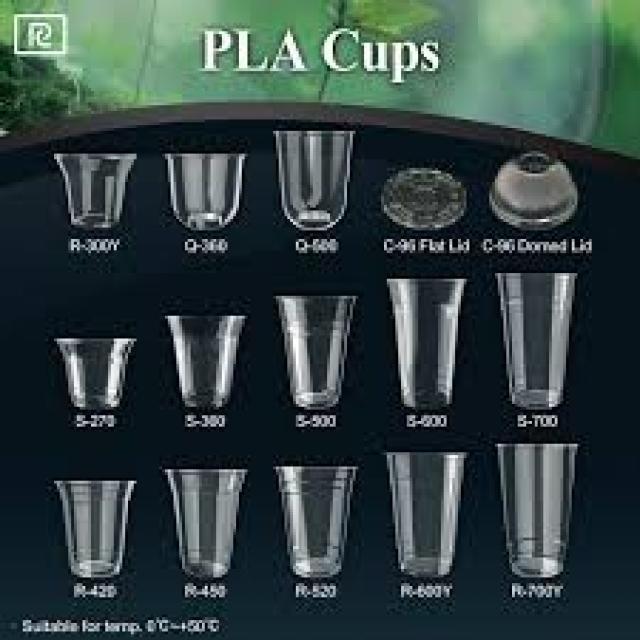 R
PLA Cups
R-300Y
Q-360
Q-500
C-96 Flat Lid
C-96 Domed Lid
S-270
S-360
S-500
S-600
S-700
R-420
R-450
R-520
R-600Y
R-700Y
Suitable for temp. 0℃~+50℃